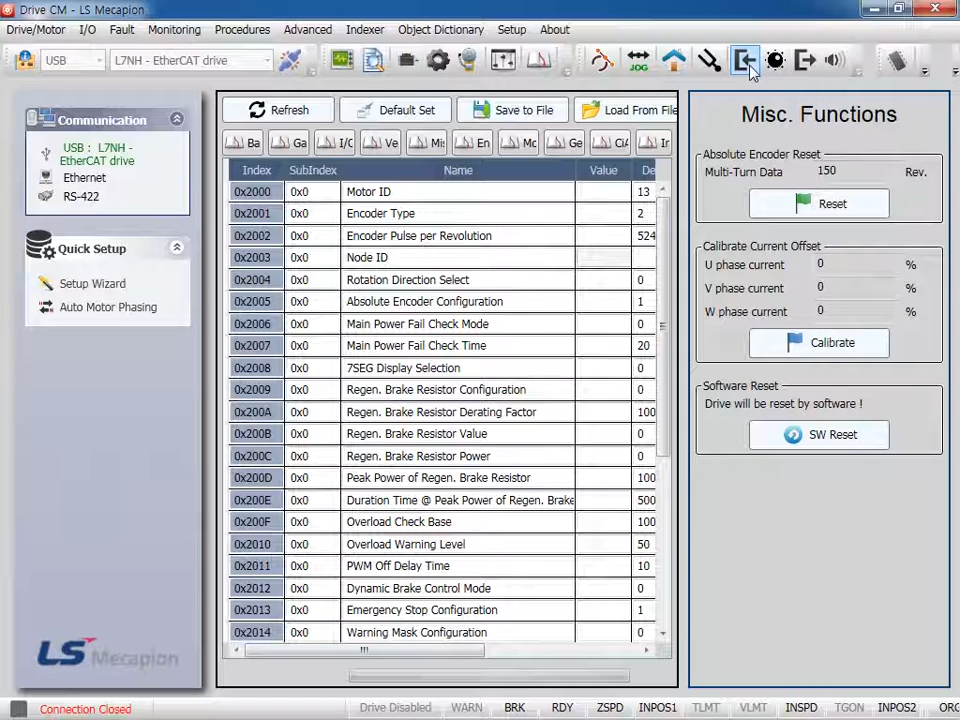 Drive CM - LS Mecapion
Drive/Motor I/O Fault Monitoring Procedures Advanced Indexer Object Dictionary Setup About
USB L7NH - EtherCAT drive JOG
Communication
USB : L7NH -
EtherCAT drive
Ethernet
RS-422
Quick Setup
Setup Wizard
Auto Motor Phasing
LS Mecapion
Refresh Default Set Save to File Load From File
Ba Ga I/O Ve Mis En Mo Ge CiA Ir
Index SubIndex Name Value De
0x2000 0x0 Motor ID 13
0x2001 0x0 Encoder Type 2
0x2002 0x0 Encoder Pulse per Revolution 524
0x2003 0x0 Node ID
0x2004 0x0 Rotation Direction Select 0
0x2005 0x0 Absolute Encoder Configuration 1
0x2006 0x0 Main Power Fail Check Mode 0
0x2007 0x0 Main Power Fail Check Time 20
0x2008 0x0 7SEG Display Selection 0
0x2009 0x0 Regen. Brake Resistor Configuration 0
0x200A 0x0 Regen. Brake Resistor Derating Factor 100
0x200B 0x0 Regen. Brake Resistor Value 0
0x200C 0x0 Regen. Brake Resistor Power 0
0x200D 0x0 Peak Power of Regen. Brake Resistor 100
0x200E 0x0 Duration Time @ Peak Power of Regen. Brake 500
0x200F 0x0 Overload Check Base 100
0x2010 0x0 Overload Warning Level 50
0x2011 0x0 PWM Off Delay Time 10
0x2012 0x0 Dynamic Brake Control Mode 0
0x2013 0x0 Emergency Stop Configuration 1
0x2014 0x0 Warning Mask Configuration 0
Misc. Functions
Absolute Encoder Reset
Multi-Turn Data 150 Rev.
Reset
Calibrate Current Offset
U phase current 0 %
V phase current 0 %
W phase current 0 %
Calibrate
Software Reset
Drive will be reset by software !
SW Reset
Connection Closed Drive Disabled WARN BRK RDY ZSPD INPOS1 TLMT VLMT INSPD TGON INPOS2 ORG